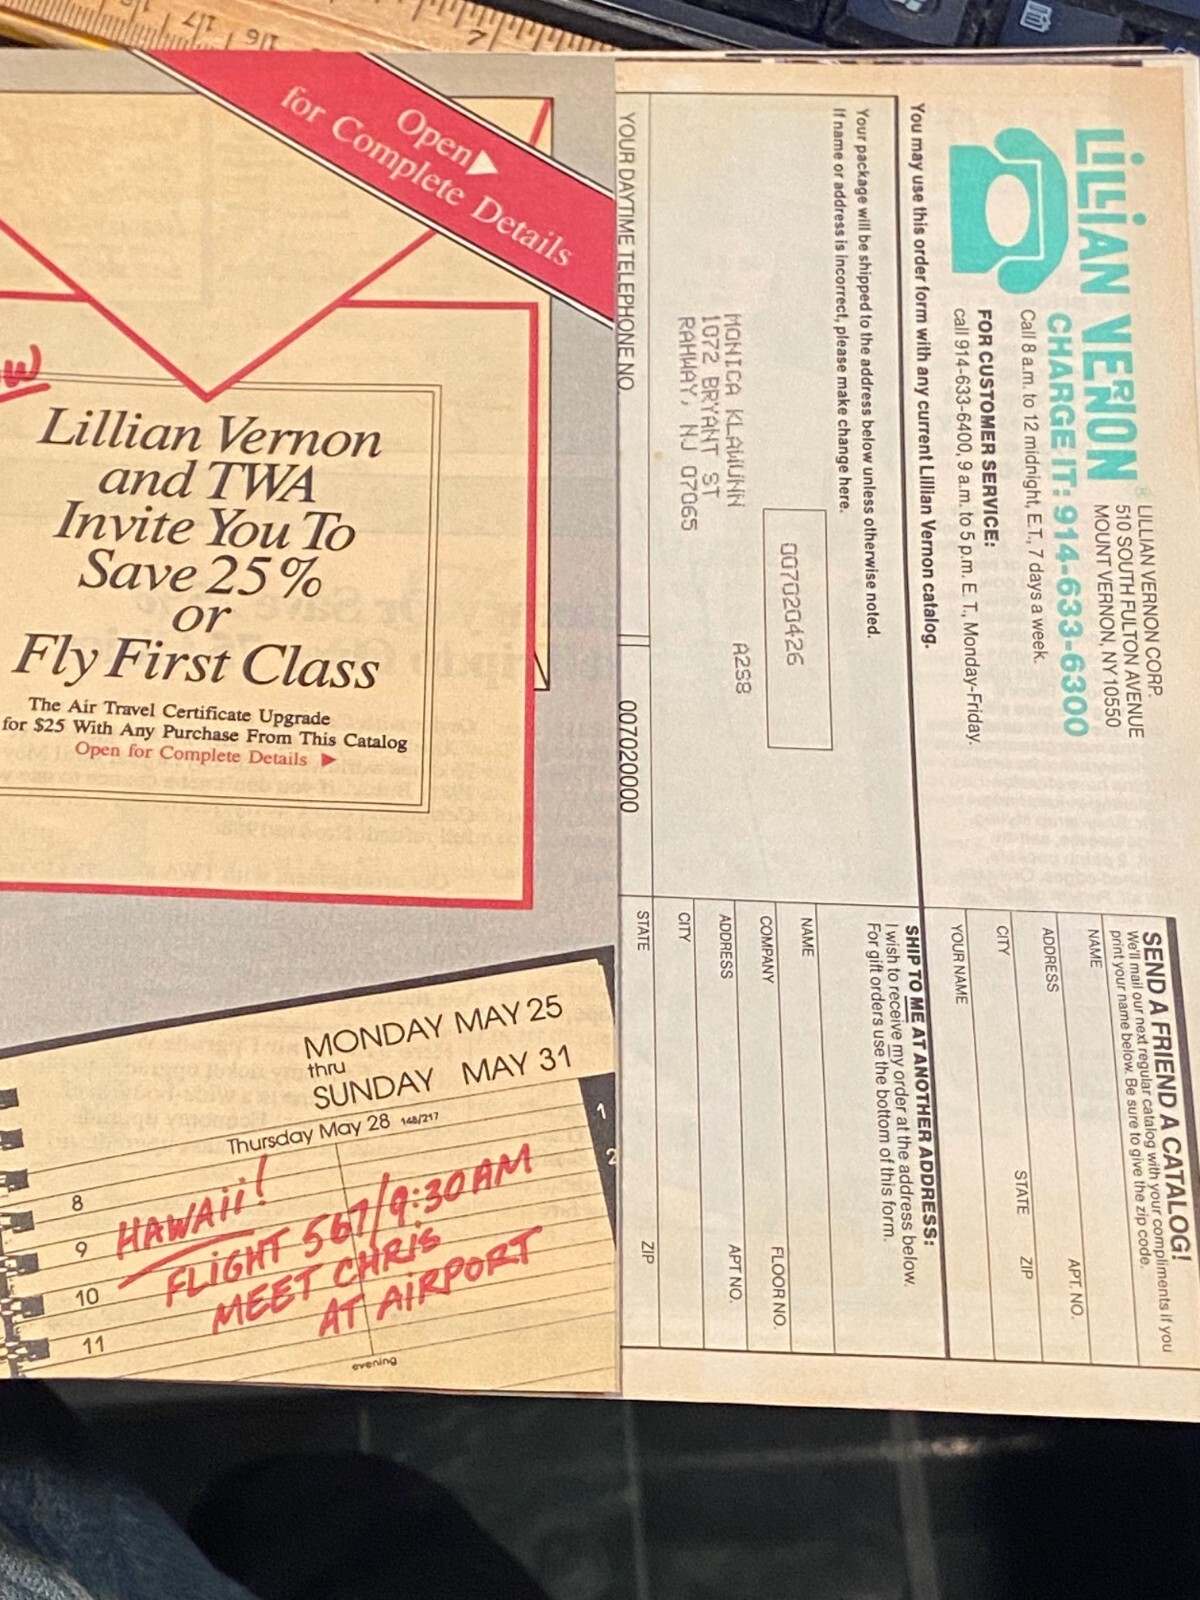 Open▶
for Complete Details
Lillian Vernon
and TWA
Invite You To
Save 25%
or
Fly First Class
The Air Travel Certificate Upgrade
for $25 With Any Purchase From This Catalog
Open for Complete Details ▶
MONDAY MAY 25
thru
SUNDAY MAY 31
Thursday May 28 148/217
1
2
8
9
10
11
HAWAii!
FLIGHT 567/9:30AM
MEET CHRIS
AT AIRPORT
evening
LILLIAN VERNON®
LILLIAN VERNON CORP.
510 SOUTH FULTON AVENUE
MOUNT VERNON, NY 10550
CHARGE IT: 914-633-6300
Call 8 a.m. to 12 midnight, E.T., 7 days a week.
FOR CUSTOMER SERVICE:
call 914-633-6400, 9 a.m. to 5 p.m. E. T., Monday-Friday.
You may use this order form with any current Lillian Vernon catalog.
Your package will be shipped to the address below unless otherwise noted.
If name or address is incorrect, please make change here.
007020426
A2S8
MONICA KLAWUNN
1072 BRYANT ST
RAHWAY, NJ 07065
YOUR DAYTIME TELEPHONE NO.
007020000
SEND A FRIEND A CATALOG!
We'll mail our next regular catalog with your compliments if you
print your name below. Be sure to give the zip code.
NAME
ADDRESS APT. NO.
CITY STATE ZIP
YOUR NAME
SHIP TO ME AT ANOTHER ADDRESS:
I wish to receive my order at the address below.
For gift orders use the bottom of this form.
NAME
COMPANY FLOOR NO.
ADDRESS APT NO.
CITY
STATE ZIP